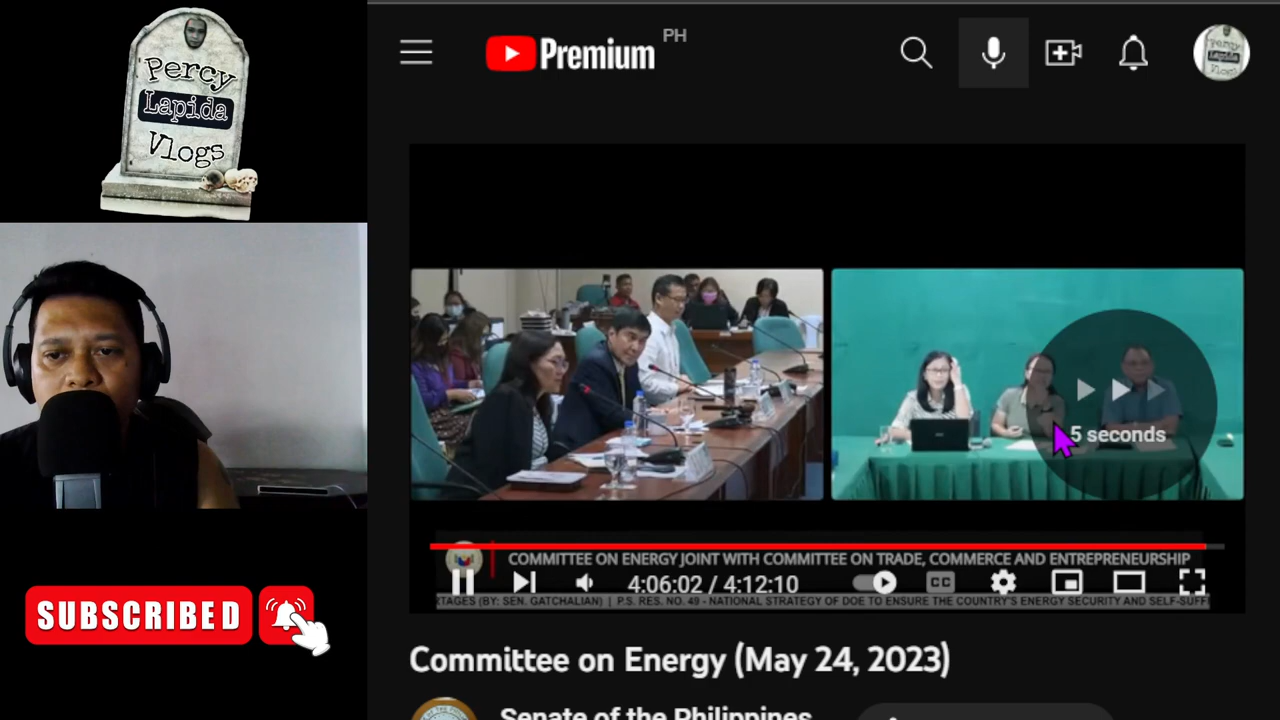 Percy
Lapida
Vlogs
SUBSCRIBED
Premium
PH
5 seconds
COMMITTEE ON ENERGY JOINT WITH COMMITTEE ON TRADE, COMMERCE AND ENTREPRENEURSHIP
4:06:02 / 4:12:10
CC
RTAGES (BY: SEN. GATCHALIAN) | P.S. RES. NO. 49 - NATIONAL STRATEGY OF DOE TO ENSURE THE COUNTRY'S ENERGY SECURITY AND SELF-SUFF
Committee on Energy (May 24, 2023)
Senate of the Philippines